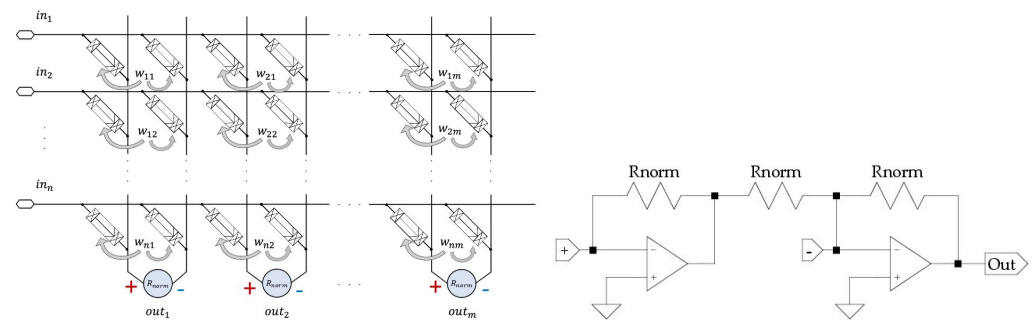 in₁
w₁₁ w₂₁ . . . w₁ₘ
in₂
w₁₂ w₂₂ w₂ₘ
inₙ
. . .
wₙ₁ wₙ₂ wₙₘ
+ Rₙₒᵣₘ - + Rₙₒᵣₘ - . . . + Rₙₒᵣₘ -
out₁ out₂ outₘ
Rnorm Rnorm Rnorm
+ - - -
+ + Out